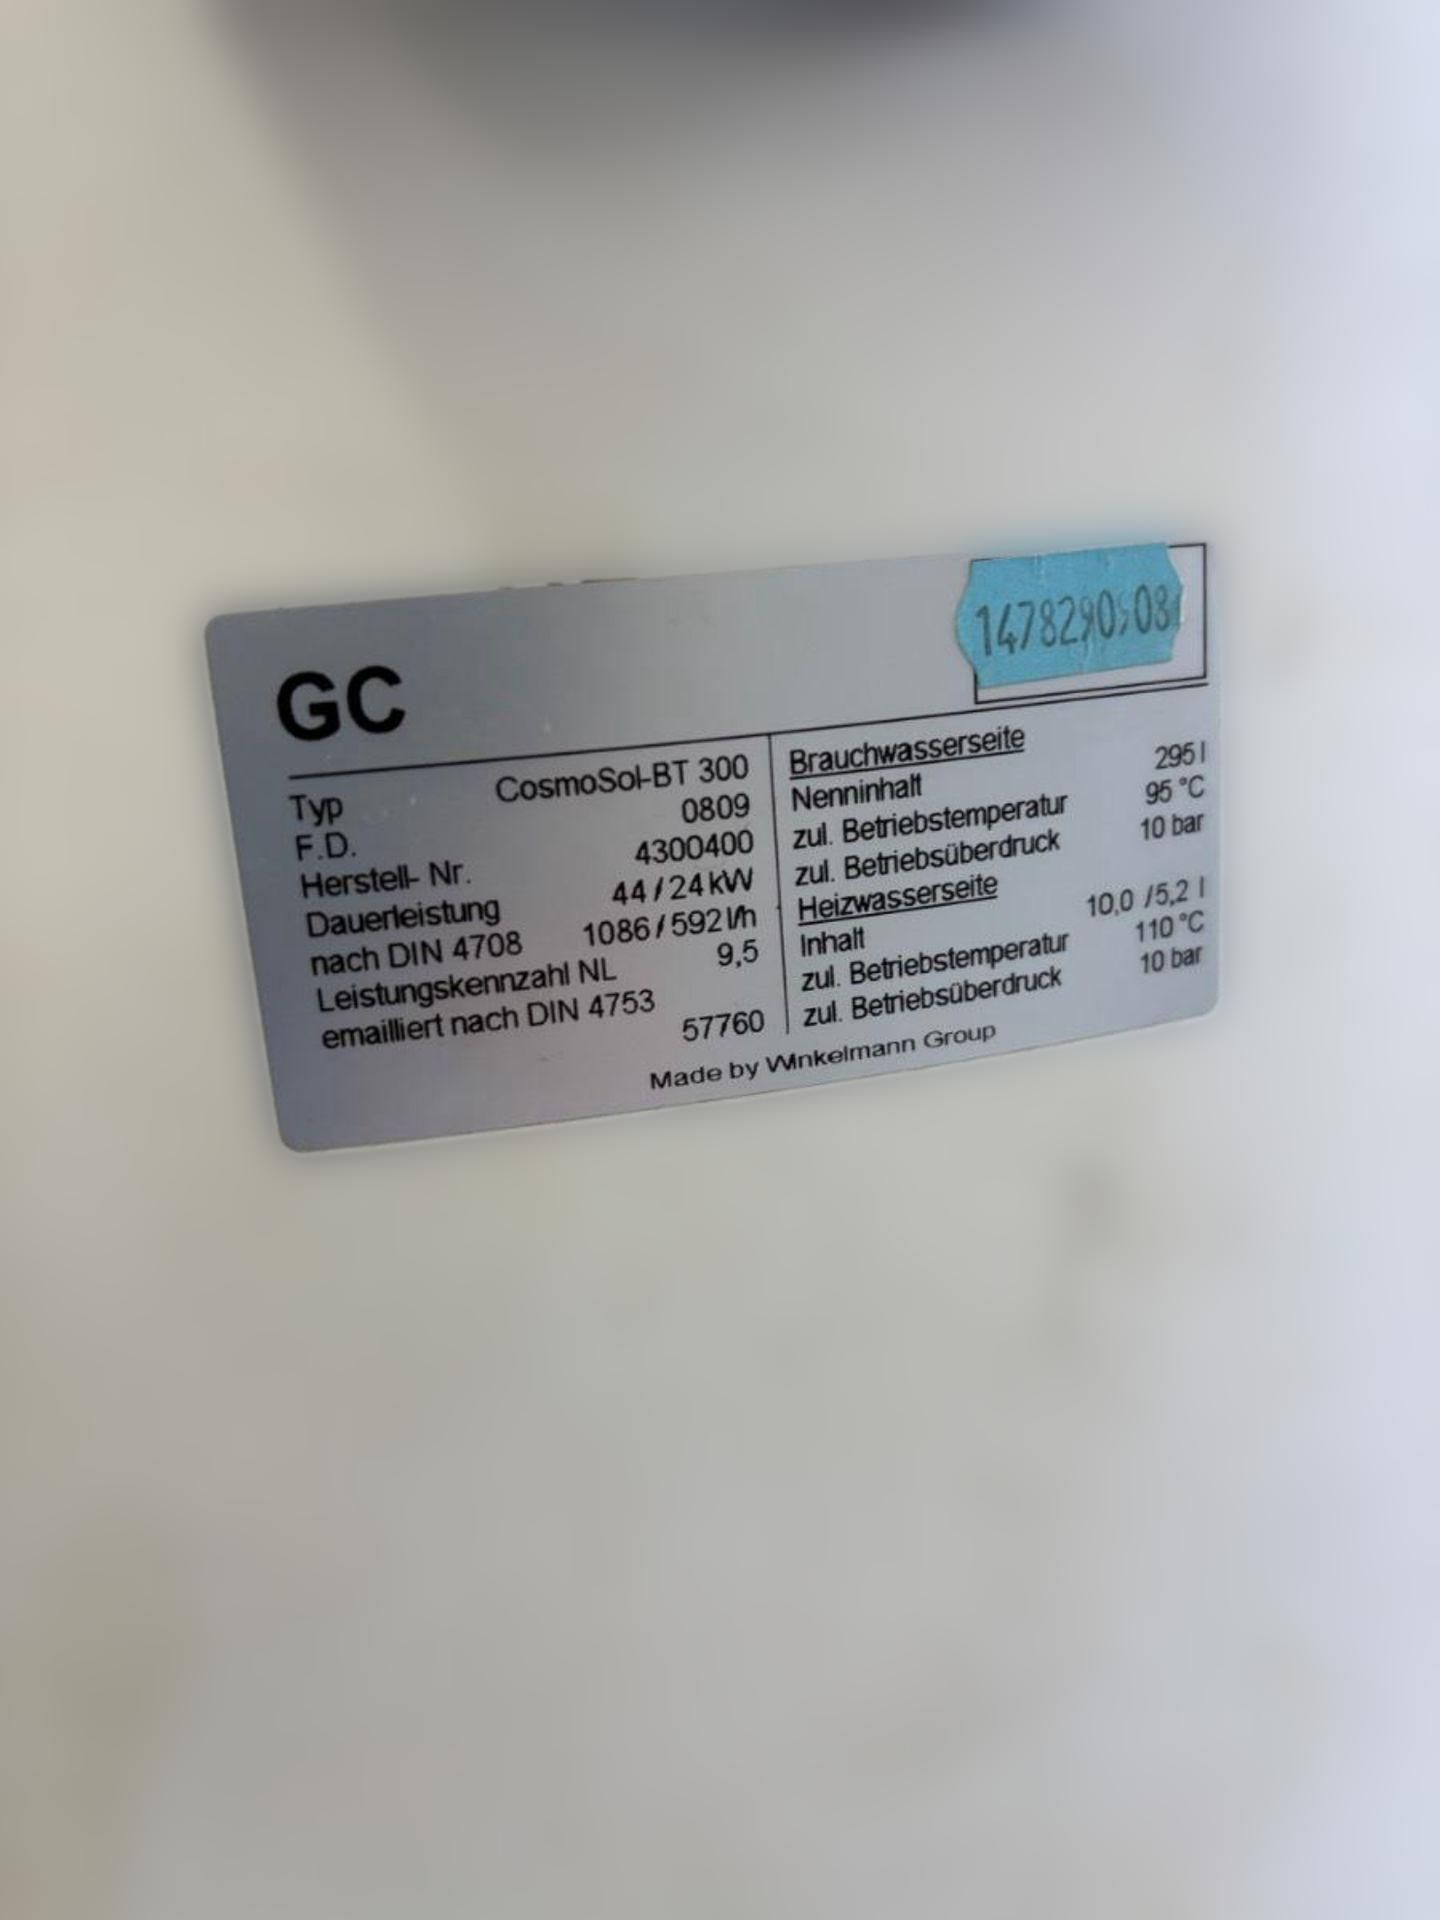 GC
Typ CosmoSol-BT 300
F.D. 0809
Herstell- Nr. 4300400
Dauerleistung 44 / 24 kW
nach DIN 4708 1086 / 592 l/h
Leistungskennzahl NL 9,5
emailliert nach DIN 4753
57760
Brauchwasserseite
Nenninhalt 295 l
zul. Betriebstemperatur 95 °C
zul. Betriebsüberdruck 10 bar
Heizwasserseite
Inhalt 10,0 / 5,2 l
zul. Betriebstemperatur 110 °C
zul. Betriebsüberdruck 10 bar
Made by Winkelmann Group